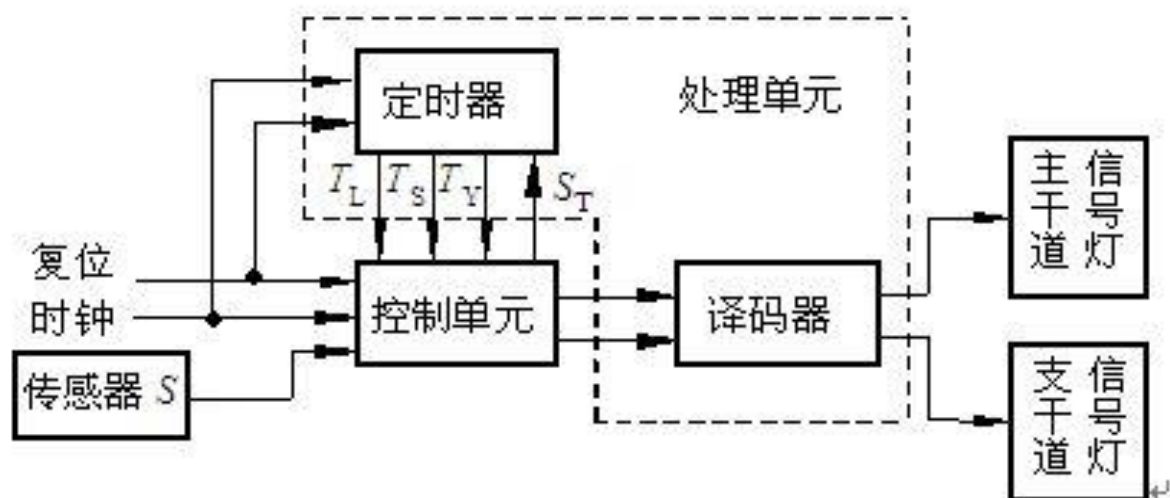 定时器
处理单元
T_L T_S T_Y S_T
复位
时钟
控制单元
译码器
传感器 S
主干道
信号灯
支干道
信号灯